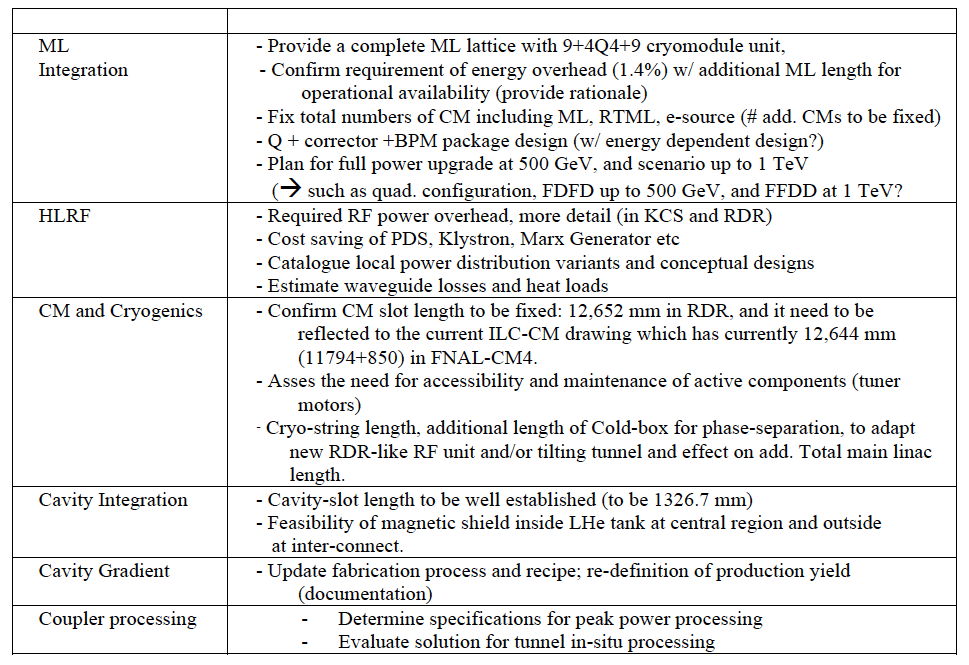 ML
Integration
- Provide a complete ML lattice with 9+4Q4+9 cryomodule unit,
- Confirm requirement of energy overhead (1.4%) w/ additional ML length for
operational availability (provide rationale)
- Fix total numbers of CM including ML, RTML, e-source (# add. CMs to be fixed)
- Q + corrector +BPM package design (w/ energy dependent design?)
- Plan for full power upgrade at 500 GeV, and scenario up to 1 TeV
(→ such as quad. configuration, FDFD up to 500 GeV, and FFDD at 1 TeV?
HLRF
- Required RF power overhead, more detail (in KCS and RDR)
- Cost saving of PDS, Klystron, Marx Generator etc
- Catalogue local power distribution variants and conceptual designs
- Estimate waveguide losses and heat loads
CM and Cryogenics
- Confirm CM slot length to be fixed: 12,652 mm in RDR, and it need to be
reflected to the current ILC-CM drawing which has currently 12,644 mm
(11794+850) in FNAL-CM4.
- Asses the need for accessibility and maintenance of active components (tuner
motors)
- Cryo-string length, additional length of Cold-box for phase-separation, to adapt
new RDR-like RF unit and/or tilting tunnel and effect on add. Total main linac
length.
Cavity Integration
- Cavity-slot length to be well established (to be 1326.7 mm)
- Feasibility of magnetic shield inside LHe tank at central region and outside
at inter-connect.
Cavity Gradient
- Update fabrication process and recipe; re-definition of production yield
(documentation)
Coupler processing
- Determine specifications for peak power processing
- Evaluate solution for tunnel in-situ processing